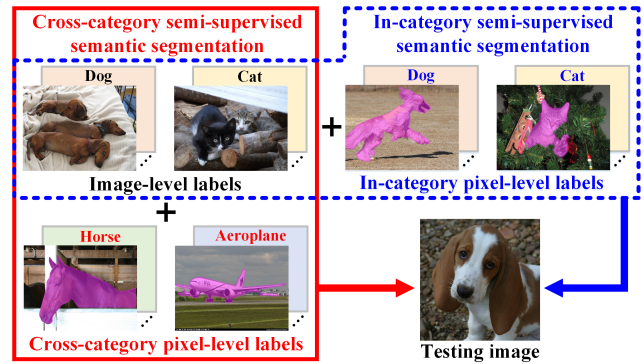 Cross-category semi-supervised
semantic segmentation
In-category semi-supervised
semantic segmentation
Dog
Cat
Dog
Cat
+
Image-level labels
In-category pixel-level labels
+
Horse
Aeroplane
Cross-category pixel-level labels
Testing image